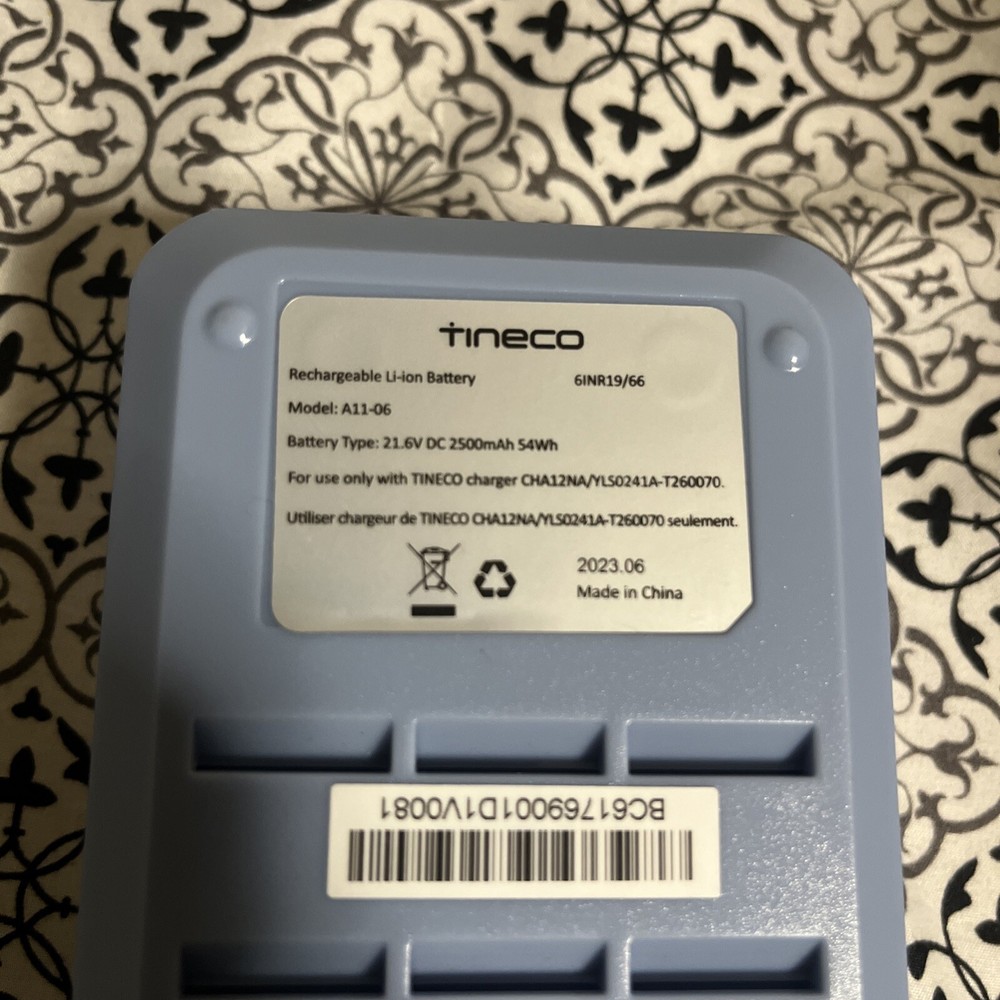 TINECO
Rechargeable Li-ion Battery 6INR19/66
Model: A11-06
Battery Type: 21.6V DC 2500mAh 54Wh
For use only with TINECO charger CHA12NA/YLS0241A-T260070.
Utiliser chargeur de TINECO CHA12NA/YLS0241A-T260070 seulement.
2023.06
Made in China
BC61769001D1V0081